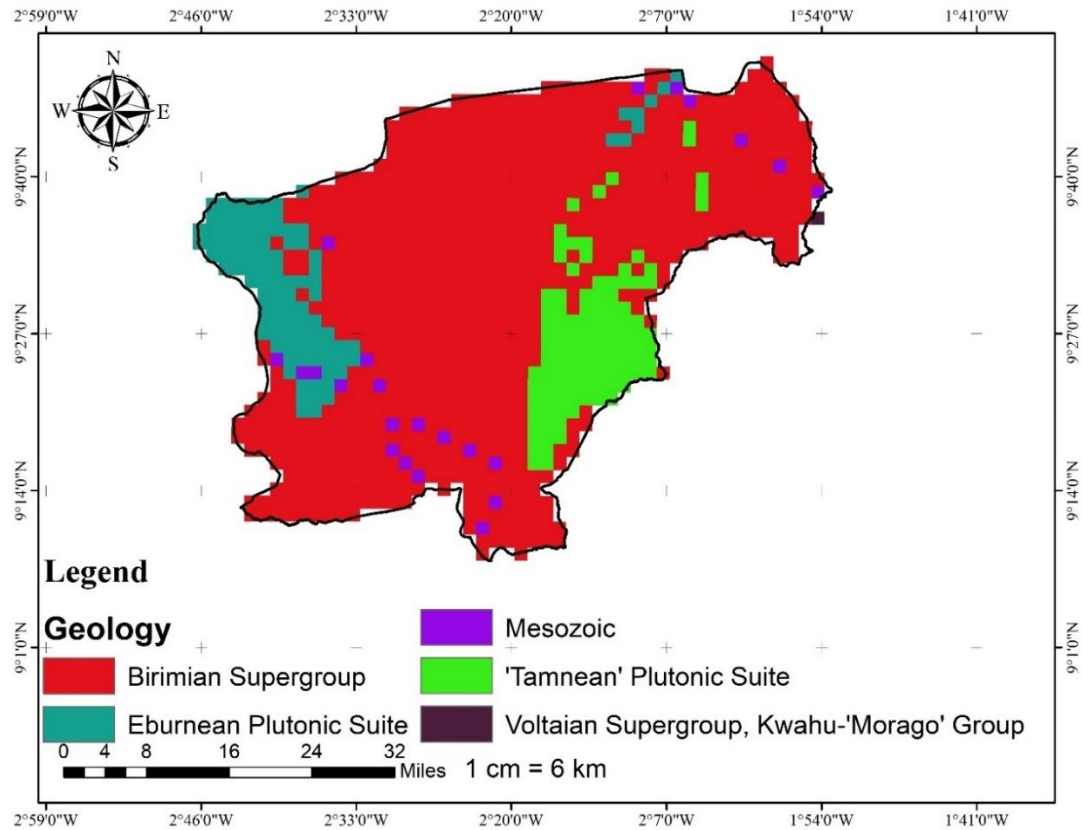 2°59'0"W 2°46'0"W 2°33'0"W 2°20'0"W 2°7'0"W 1°54'0"W 1°41'0"W
N
W E
S
9°40'0"N 9°40'0"N
9°27'0"N 9°27'0"N
9°14'0"N 9°14'0"N
9°1'0"N 9°1'0"N
Legend
Geology
Birimian Supergroup
Eburnean Plutonic Suite
Mesozoic
'Tamnean' Plutonic Suite
Voltaian Supergroup, Kwahu-'Morago' Group
0 4 8 16 24 32
Miles 1 cm = 6 km
2°59'0"W 2°46'0"W 2°33'0"W 2°20'0"W 2°7'0"W 1°54'0"W 1°41'0"W